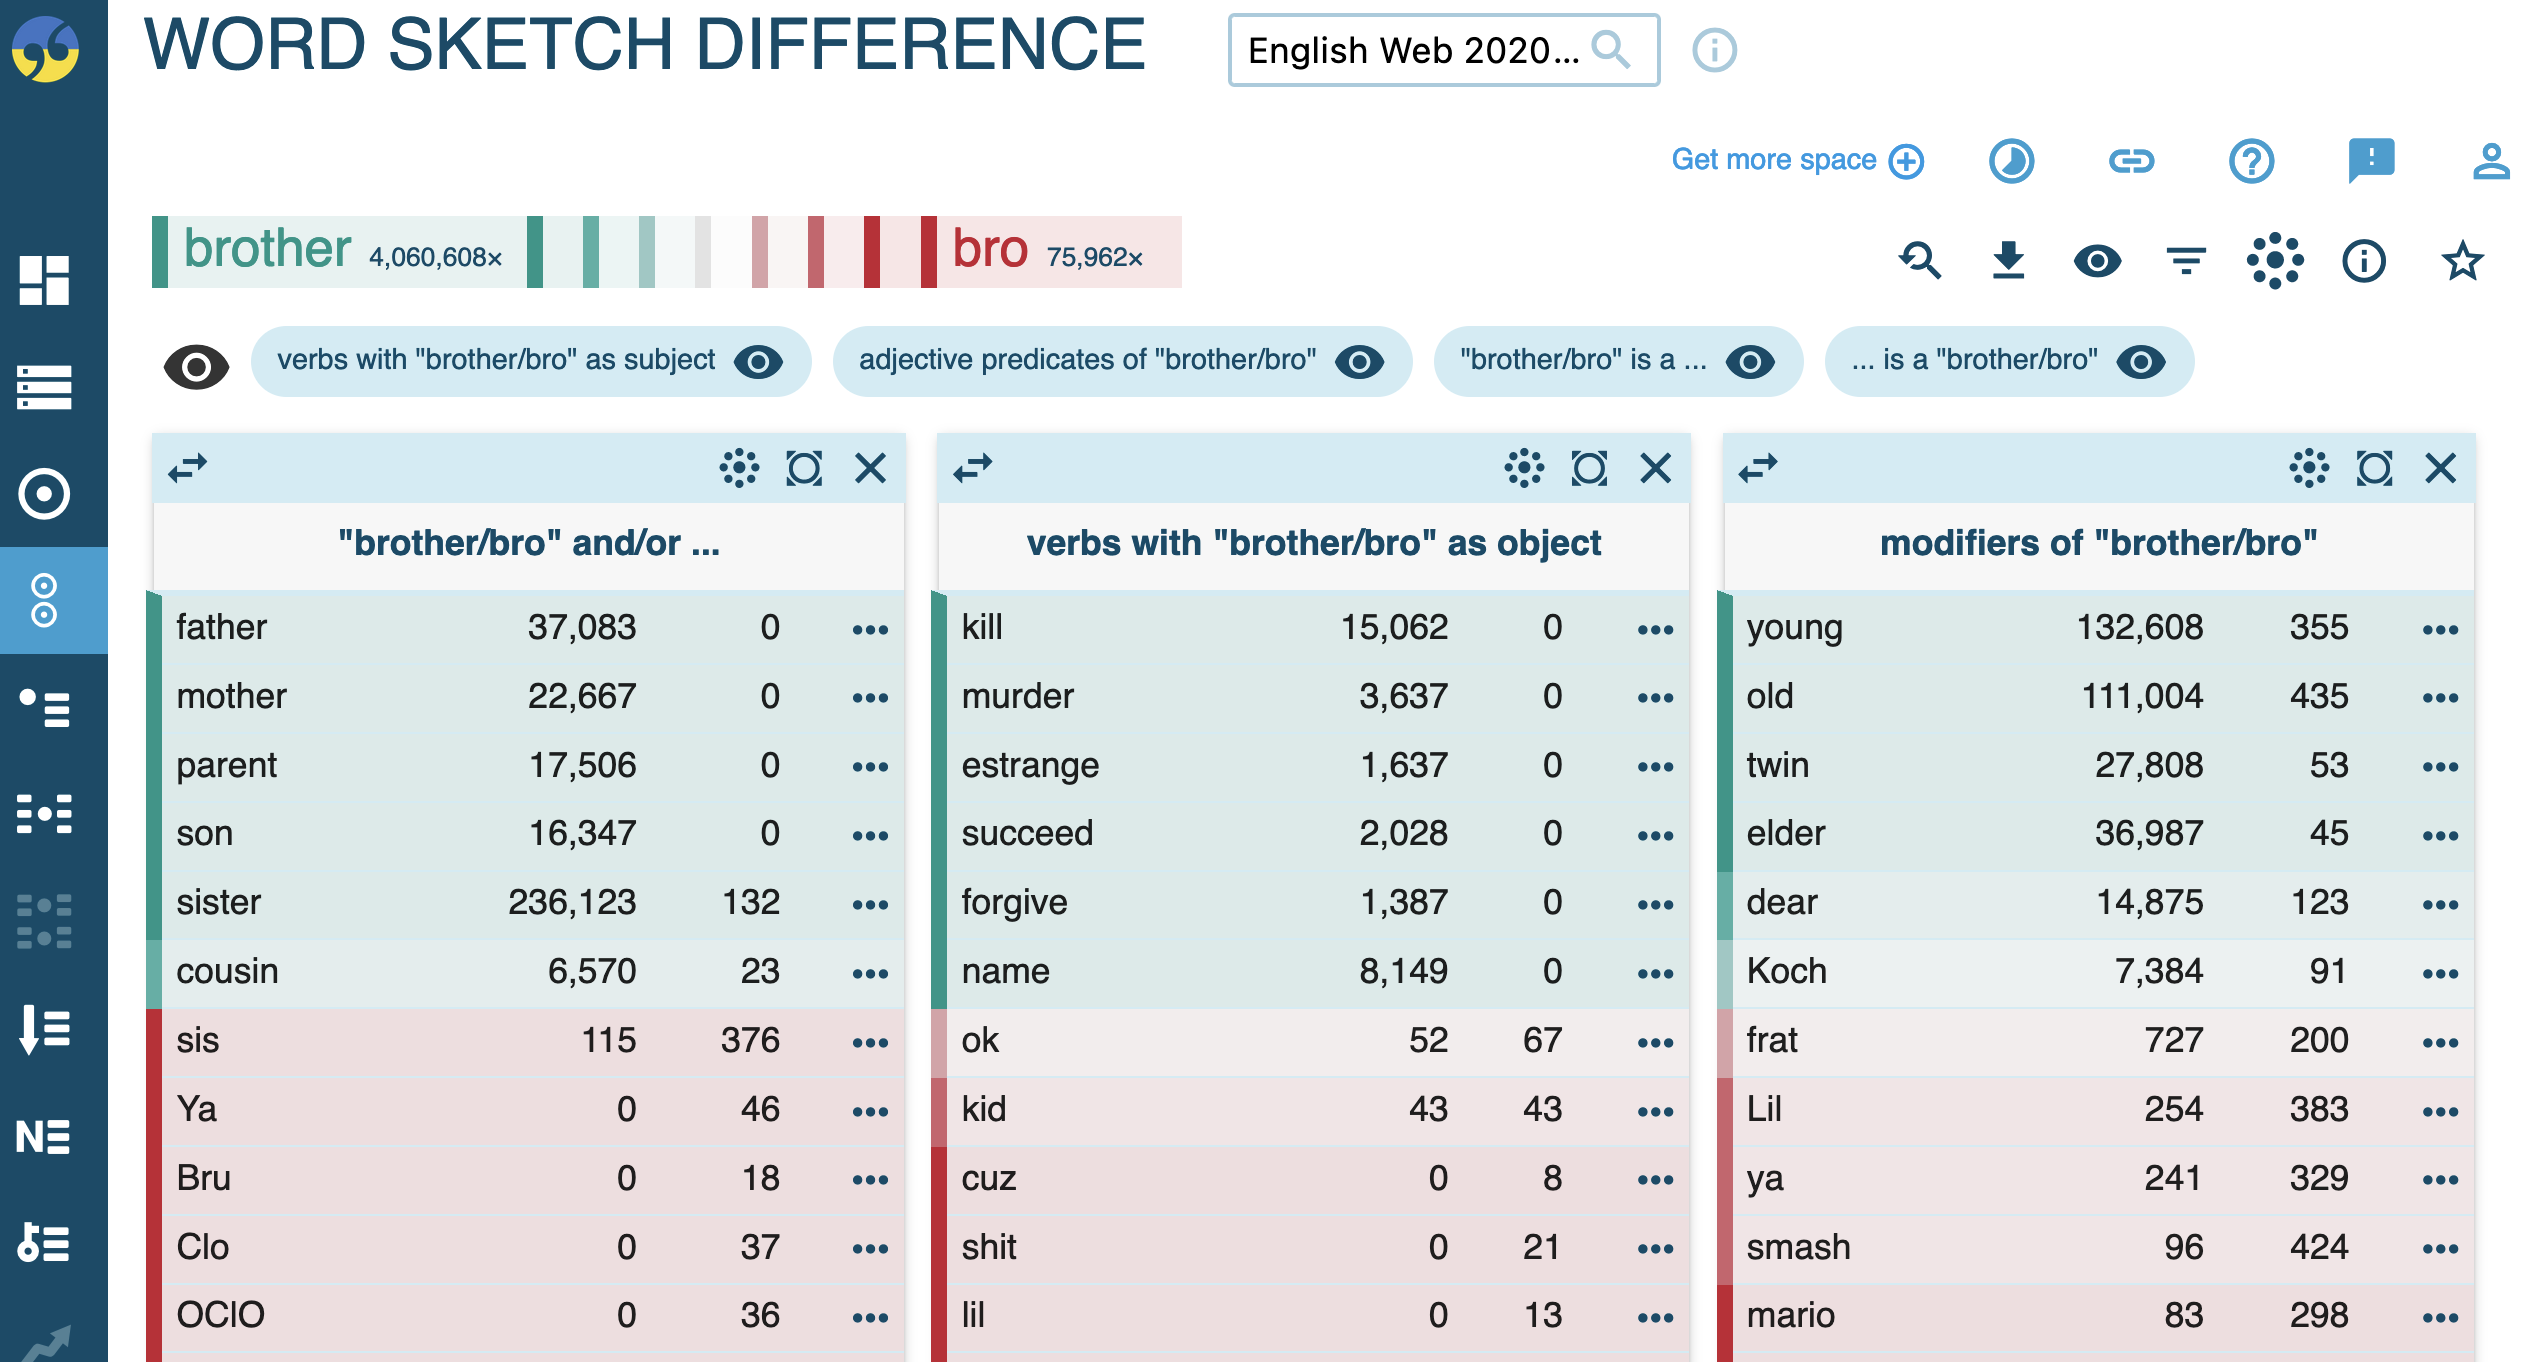 WORD SKETCH DIFFERENCE
English Web 2020...
Get more space
brother 4,060,608× bro 75,962×
verbs with "brother/bro" as subject
adjective predicates of "brother/bro"
"brother/bro" is a ...
... is a "brother/bro"
"brother/bro" and/or ...
father 37,083 0
mother 22,667 0
parent 17,506 0
son 16,347 0
sister 236,123 132
cousin 6,570 23
sis 115 376
Ya 0 46
Bru 0 18
Clo 0 37
OClO 0 36
verbs with "brother/bro" as object
kill 15,062 0
murder 3,637 0
estrange 1,637 0
succeed 2,028 0
forgive 1,387 0
name 8,149 0
ok 52 67
kid 43 43
cuz 0 8
shit 0 21
lil 0 13
modifiers of "brother/bro"
young 132,608 355
old 111,004 435
twin 27,808 53
elder 36,987 45
dear 14,875 123
Koch 7,384 91
frat 727 200
Lil 254 383
ya 241 329
smash 96 424
mario 83 298